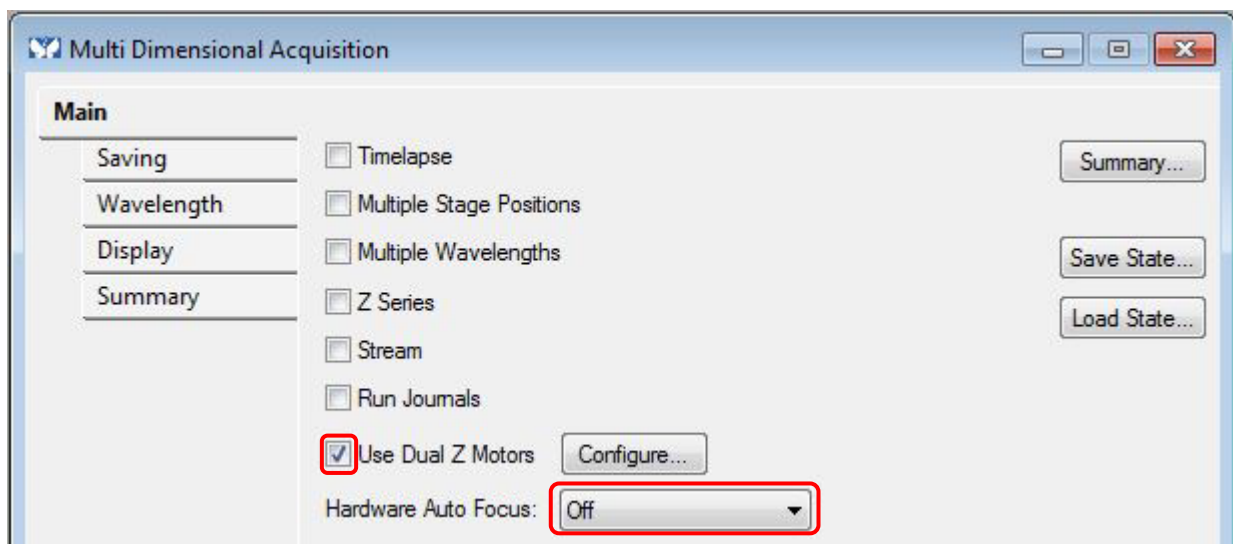 Multi Dimensional Acquisition
Main
Saving
Wavelength
Display
Summary
Timelapse
Multiple Stage Positions
Multiple Wavelengths
Z Series
Stream
Run Journals
Use Dual Z Motors Configure...
Hardware Auto Focus: Off
Summary...
Save State...
Load State...